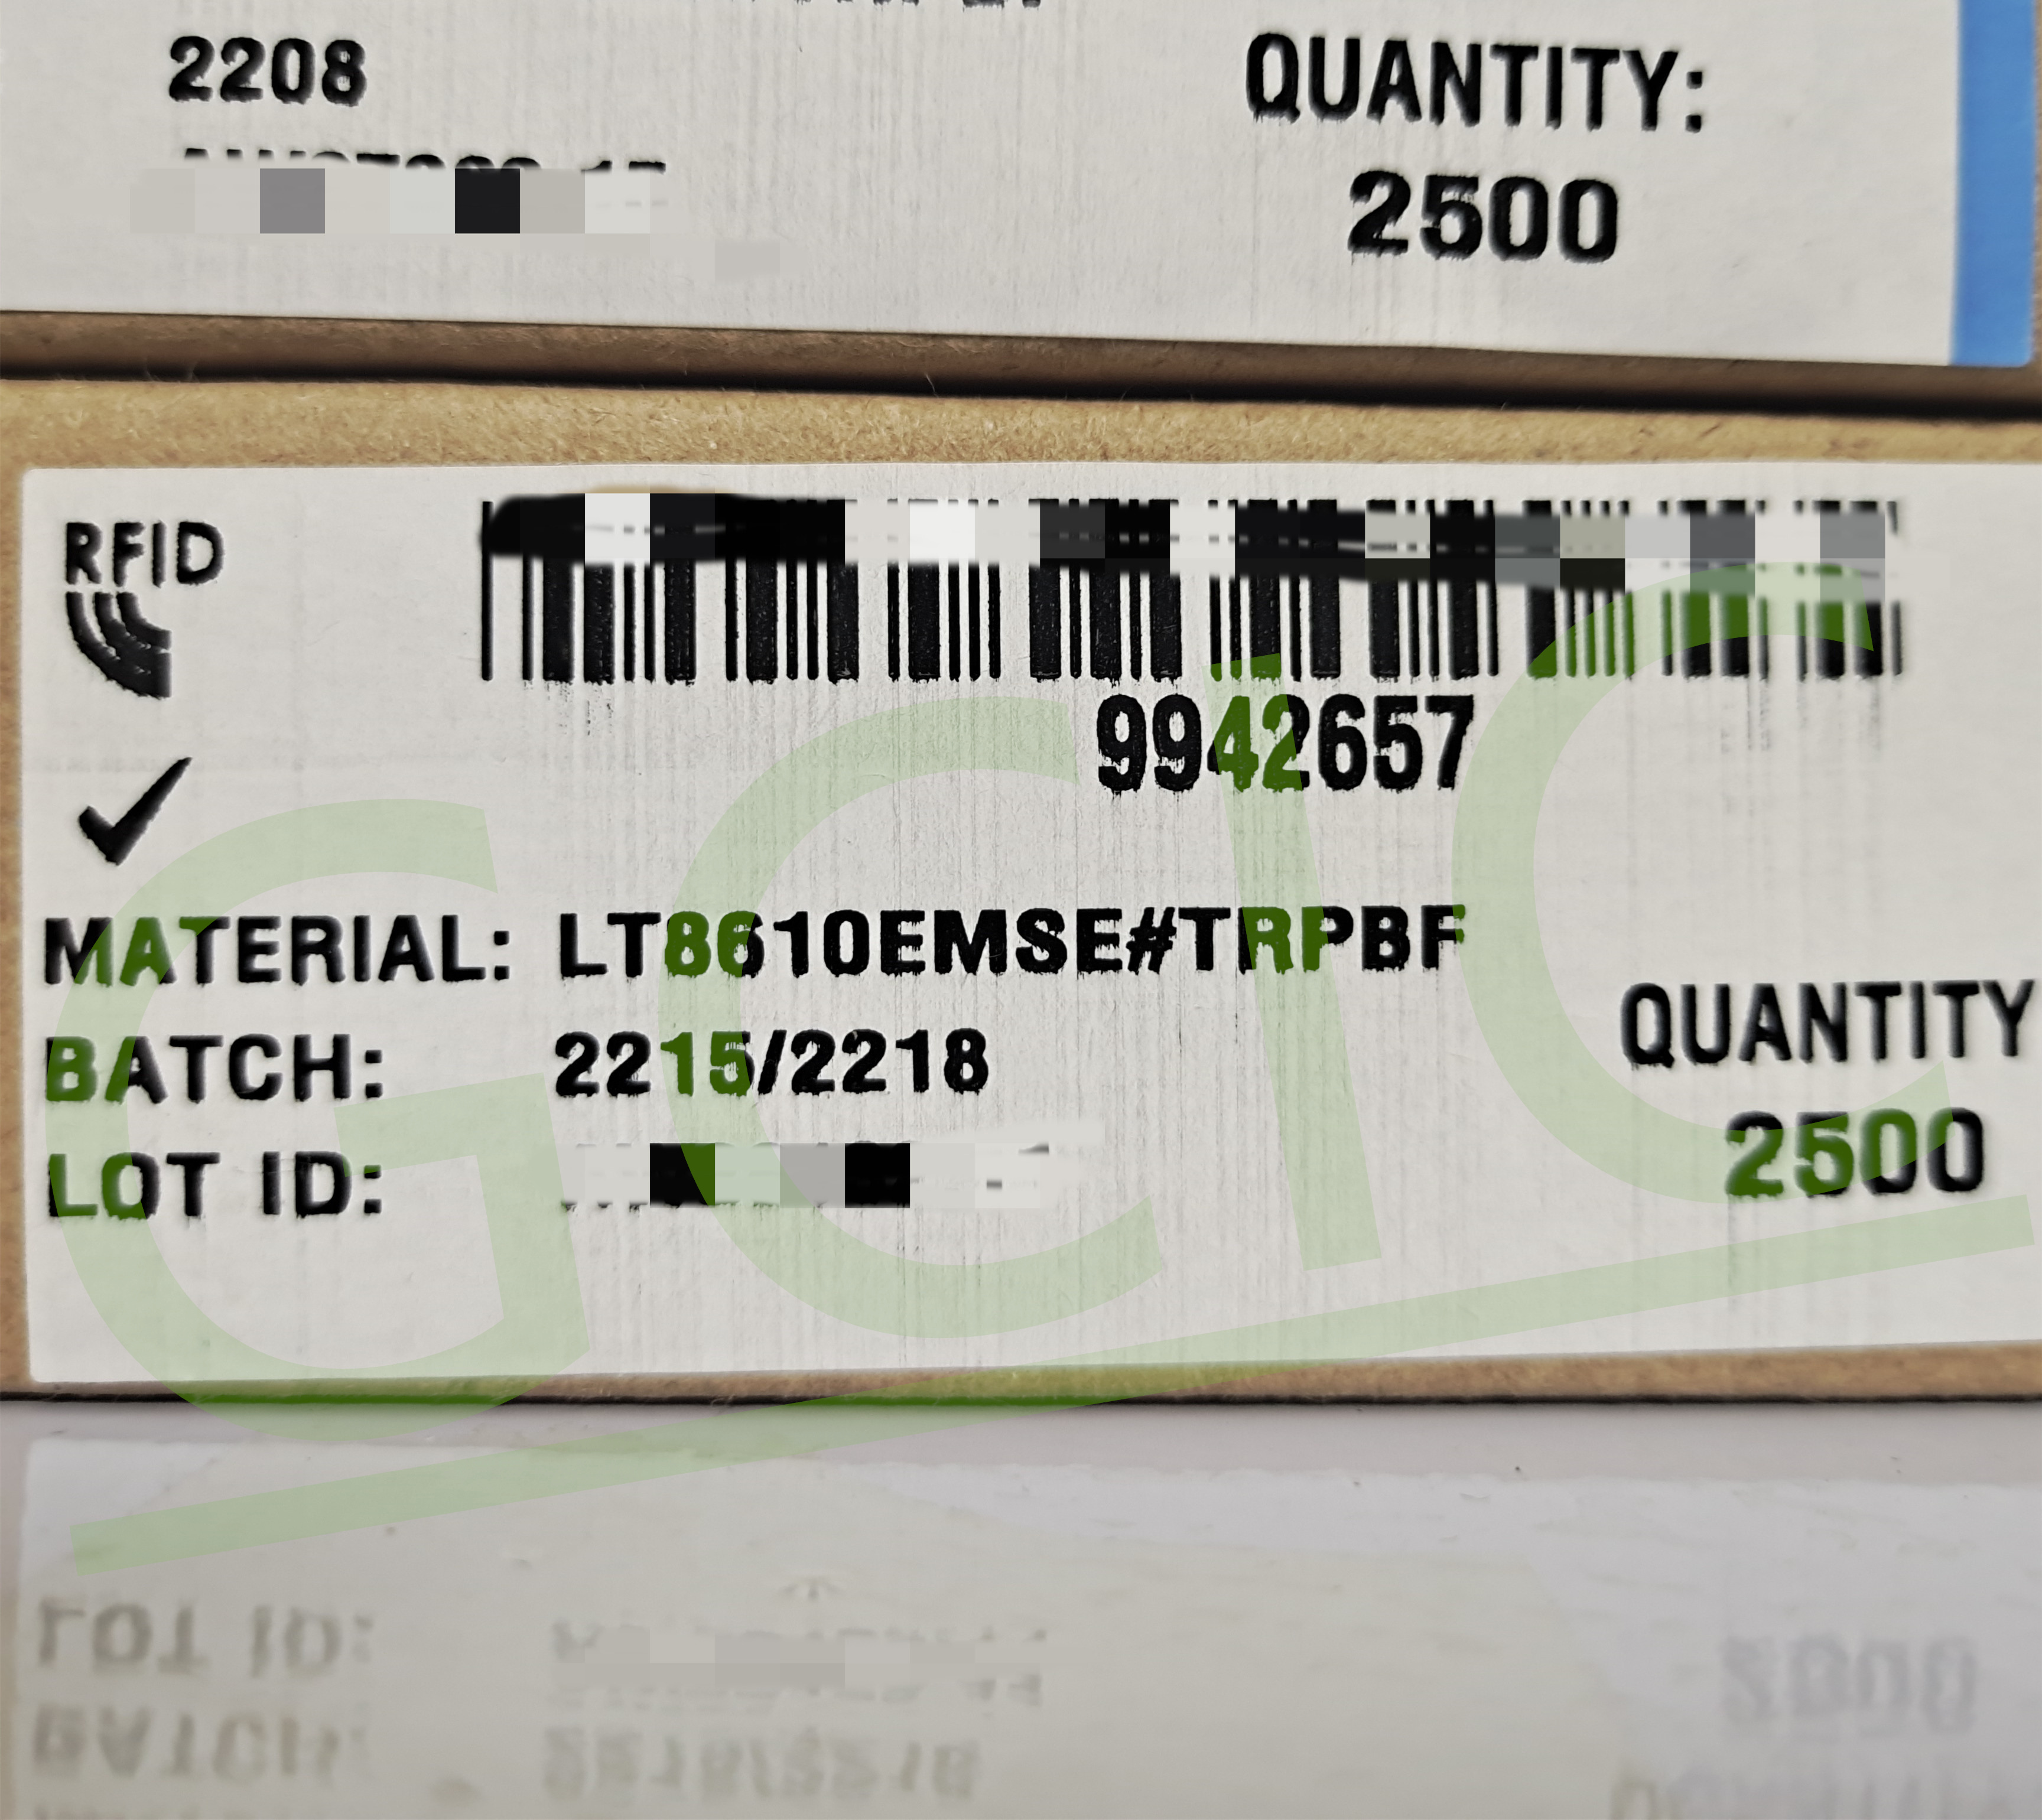 2208
QUANTITY:
2500
RFID
9942657
MATERIAL: LT8610EMSE#TRPBF
BATCH: 2215/2218
QUANTITY
LOT ID:
2500
GCIC